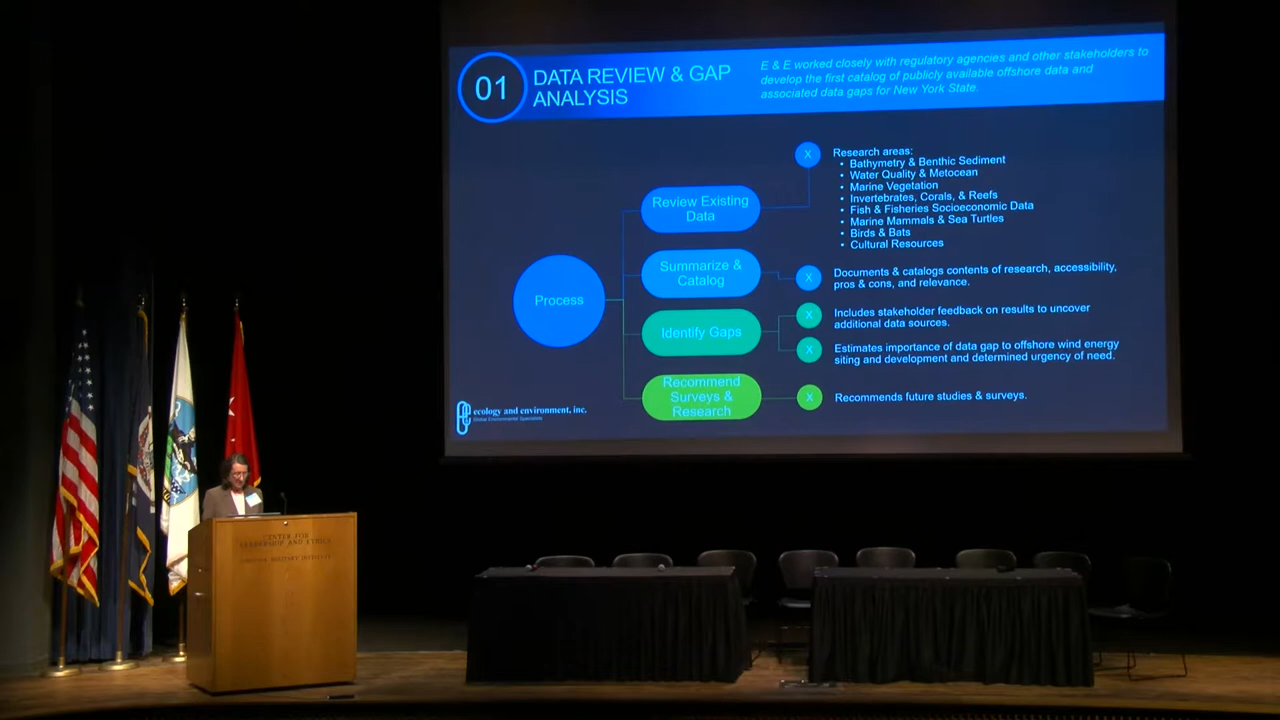 01
DATA REVIEW & GAP
ANALYSIS
E & E worked closely with regulatory agencies and other stakeholders to
develop the first catalog of publicly available offshore data and
associated data gaps for New York State.
Process
Review Existing
Data
X
Research areas:
• Bathymetry & Benthic Sediment
• Water Quality & Metocean
• Marine Vegetation
• Invertebrates, Corals, & Reefs
• Fish & Fisheries Socioeconomic Data
• Marine Mammals & Sea Turtles
• Birds & Bats
• Cultural Resources
Summarize &
Catalog
X
Documents & catalogs contents of research, accessibility,
pros & cons, and relevance.
Identify Gaps
X
Includes stakeholder feedback on results to uncover
additional data sources.
X
Estimates importance of data gap to offshore wind energy
siting and development and determined urgency of need.
Recommend
Surveys &
Research
X
Recommends future studies & surveys.
ecology and environment, inc.
Global Environmental Specialists
CENTER FOR
LEADERSHIP AND ETHICS
VIRGINIA MILITARY INSTITUTE